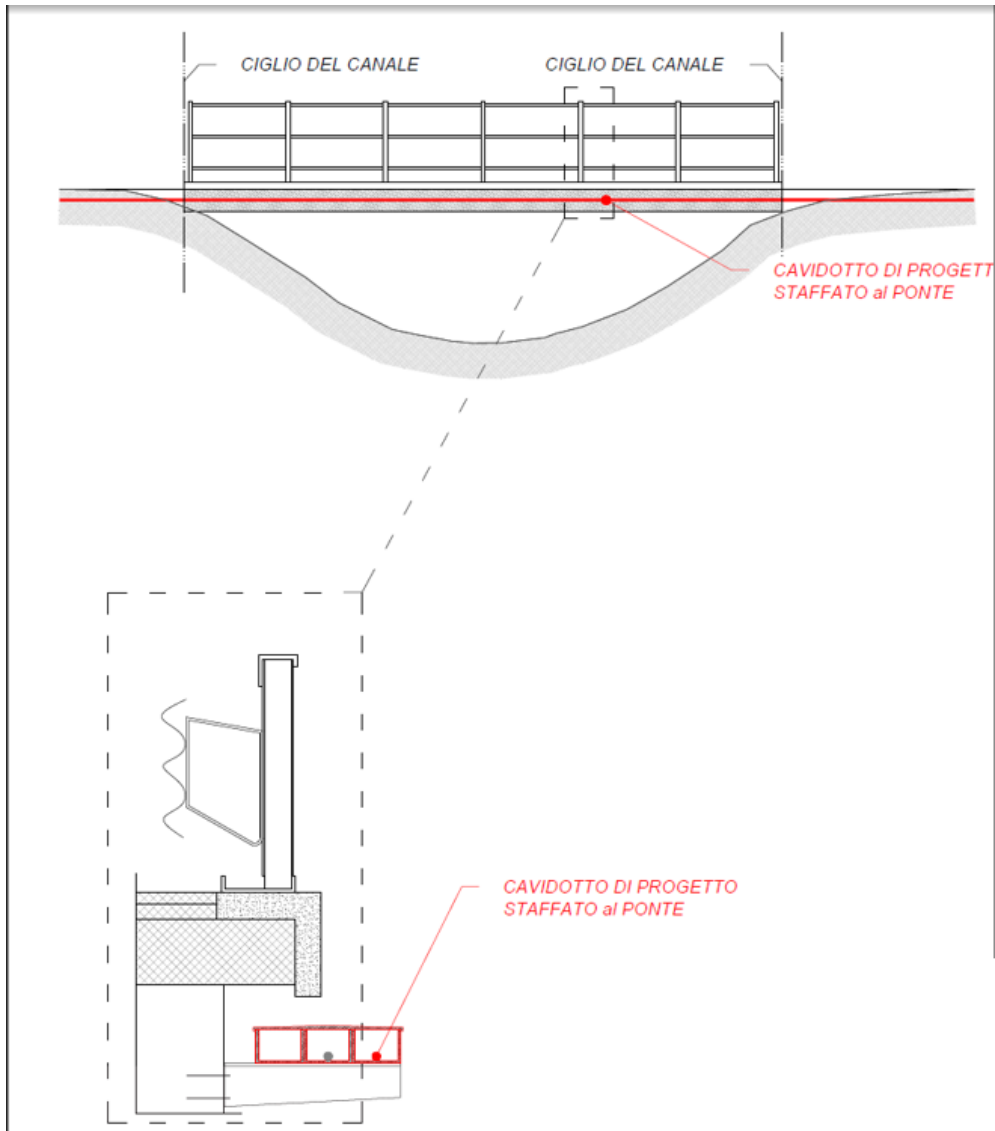 CIGLIO DEL CANALE
CIGLIO DEL CANALE
CAVIDOTTO DI PROGETT
STAFFATO al PONTE
CAVIDOTTO DI PROGETTO
STAFFATO al PONTE